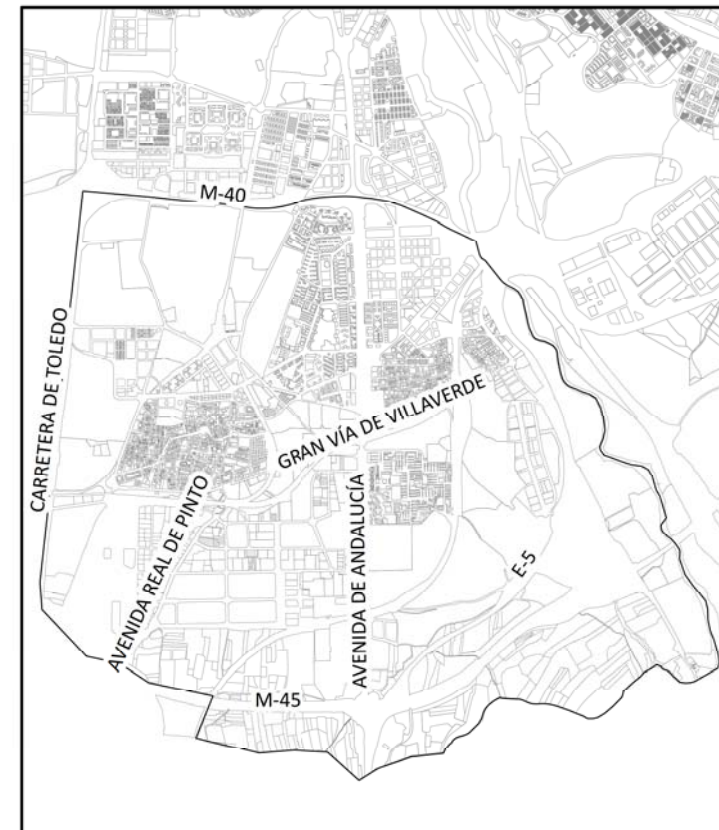 M-40
CARRETERA DE TOLEDO
GRAN VÍA DE VILLAVERDE
AVENIDA REAL DE PINTO
AVENIDA DE ANDALUCÍA
E-5
M-45